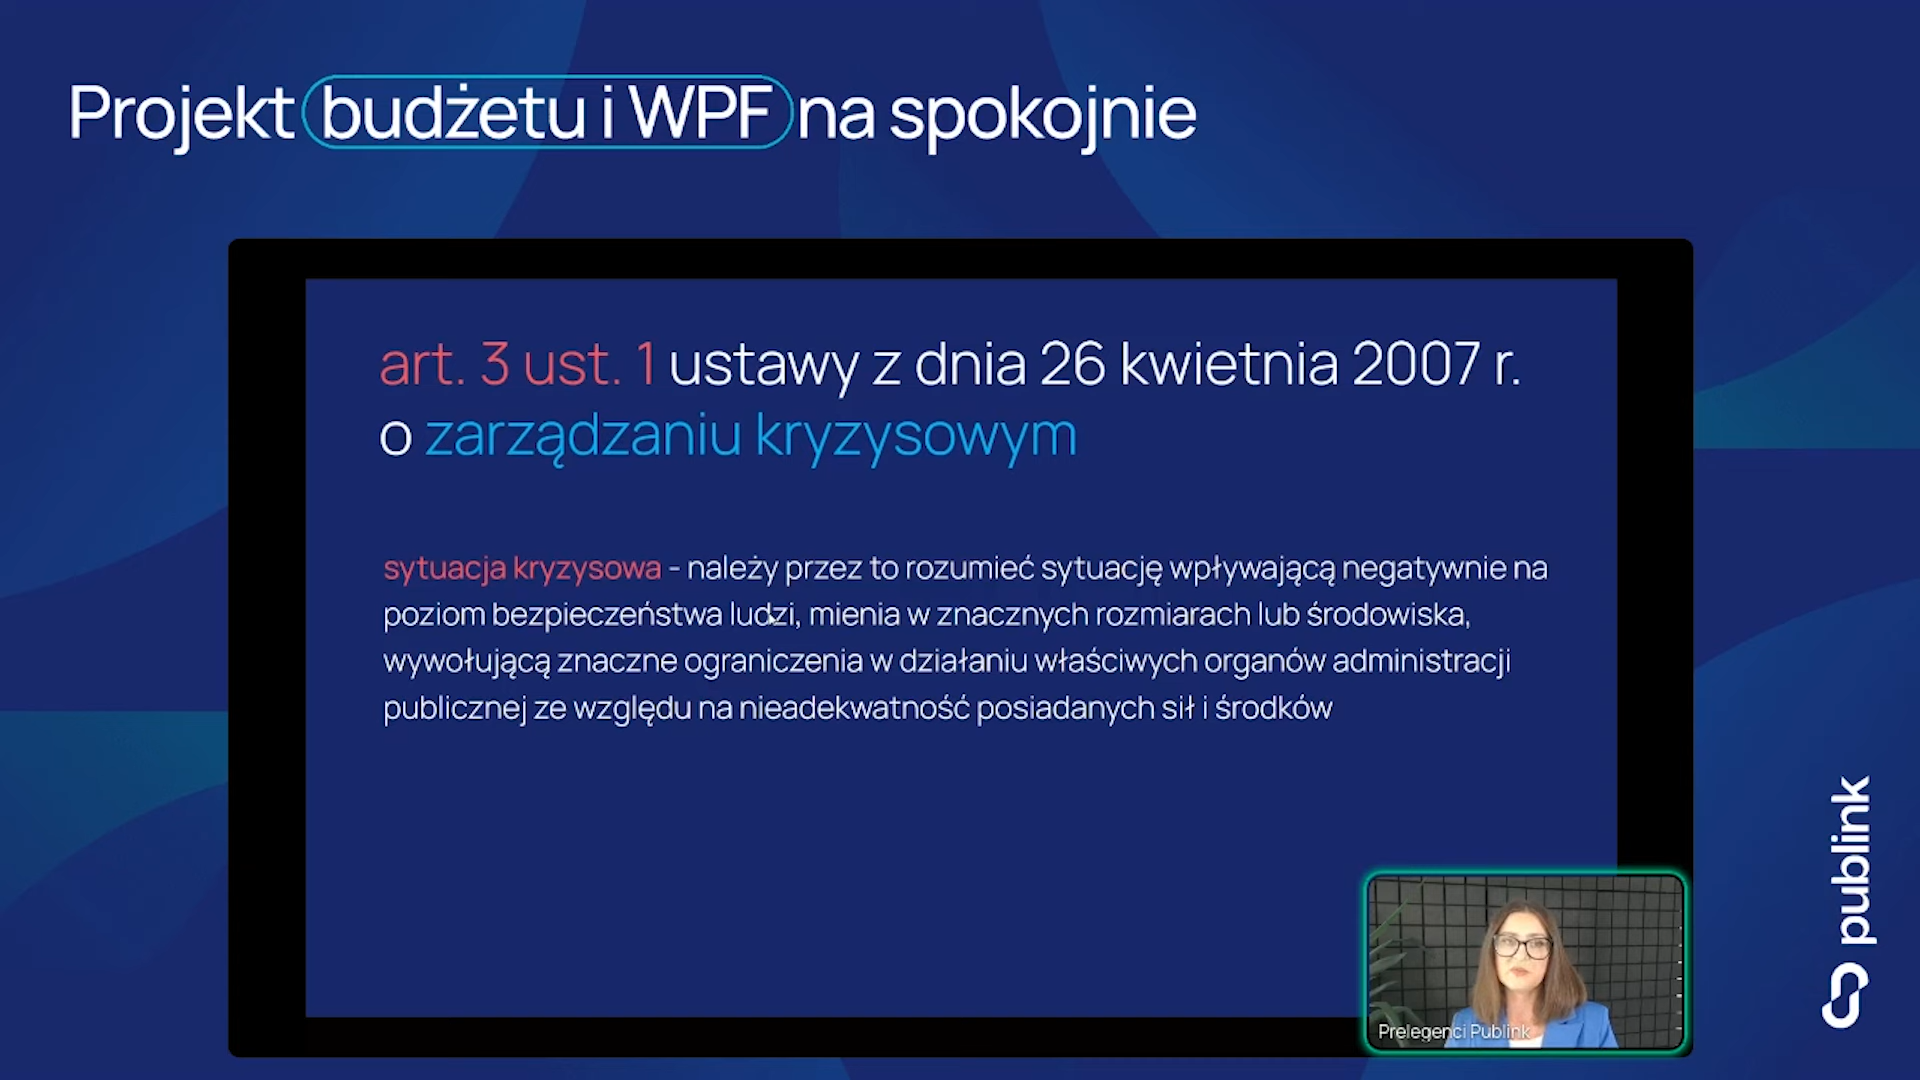 Projekt budżetu i WPF na spokojnie
art. 3 ust. 1 ustawy z dnia 26 kwietnia 2007 r.
o zarządzaniu kryzysowym
sytuacja kryzysowa - należy przez to rozumieć sytuację wpływającą negatywnie na
poziom bezpieczeństwa ludzi, mienia w znacznych rozmiarach lub środowiska,
wywołującą znaczne ograniczenia w działaniu właściwych organów administracji
publicznej ze względu na nieadekwatność posiadanych sił i środków
Prelegenci Publink
publink